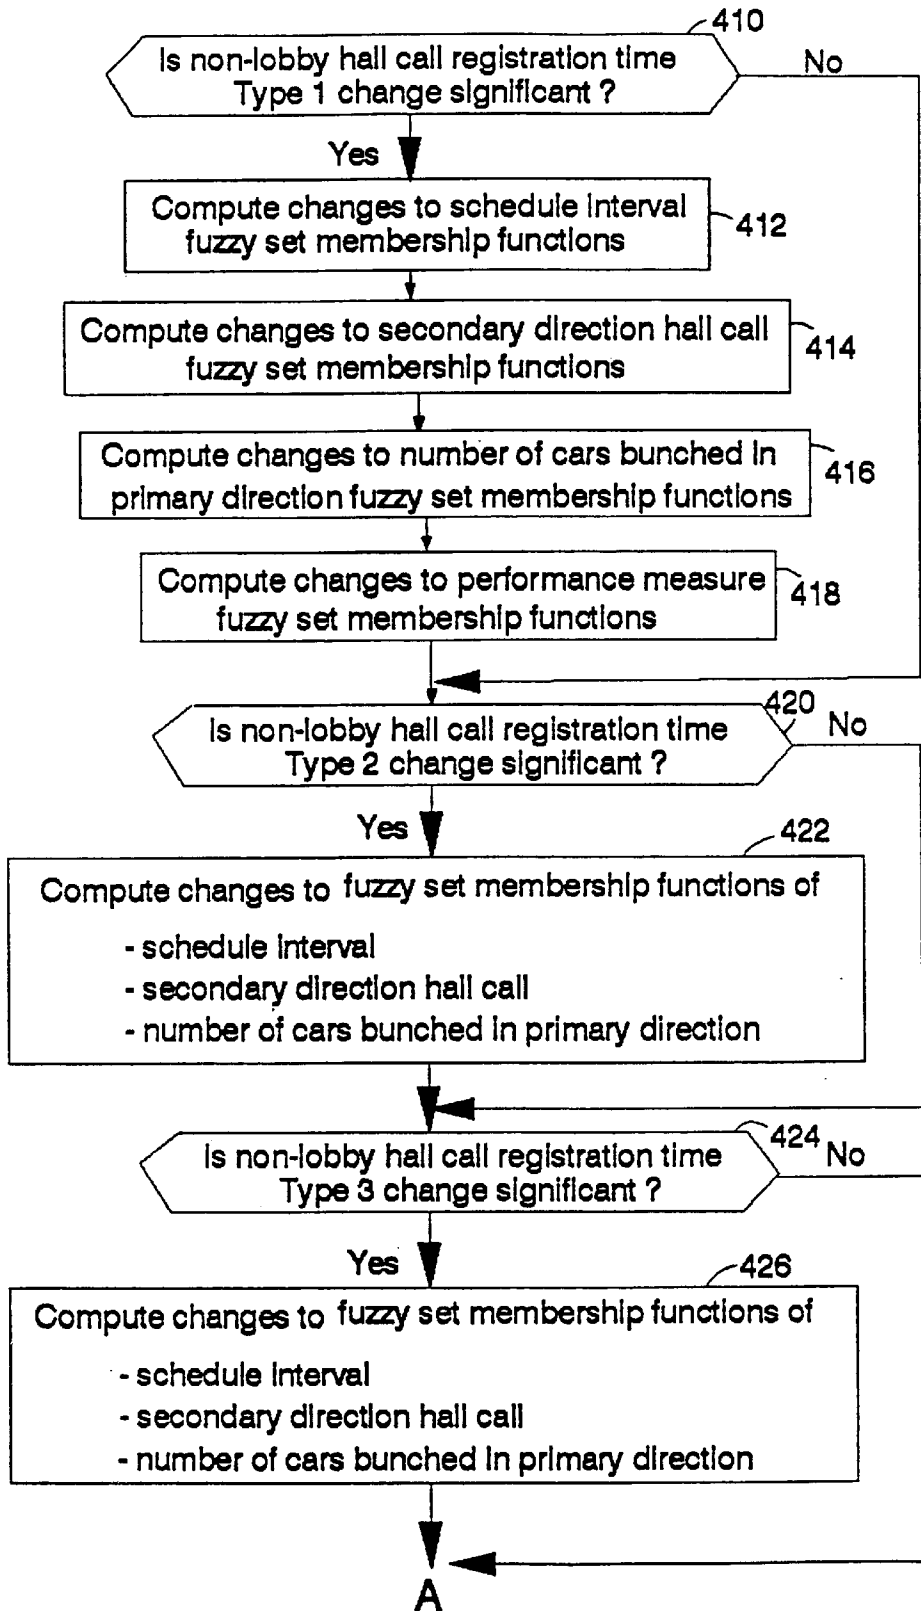 410
Is non-lobby hall call registration time
Type 1 change significant ?
No
Yes
Compute changes to schedule interval
fuzzy set membership functions
412
Compute changes to secondary direction hall call
fuzzy set membership functions
414
Compute changes to number of cars bunched in
primary direction fuzzy set membership functions
416
Compute changes to performance measure
fuzzy set membership functions
418
420
Is non-lobby hall call registration time
Type 2 change significant ?
No
Yes
422
Compute changes to fuzzy set membership functions of
- schedule interval
- secondary direction hall call
- number of cars bunched in primary direction
424
Is non-lobby hall call registration time
Type 3 change significant ?
No
Yes
426
Compute changes to fuzzy set membership functions of
- schedule interval
- secondary direction hall call
- number of cars bunched in primary direction
A